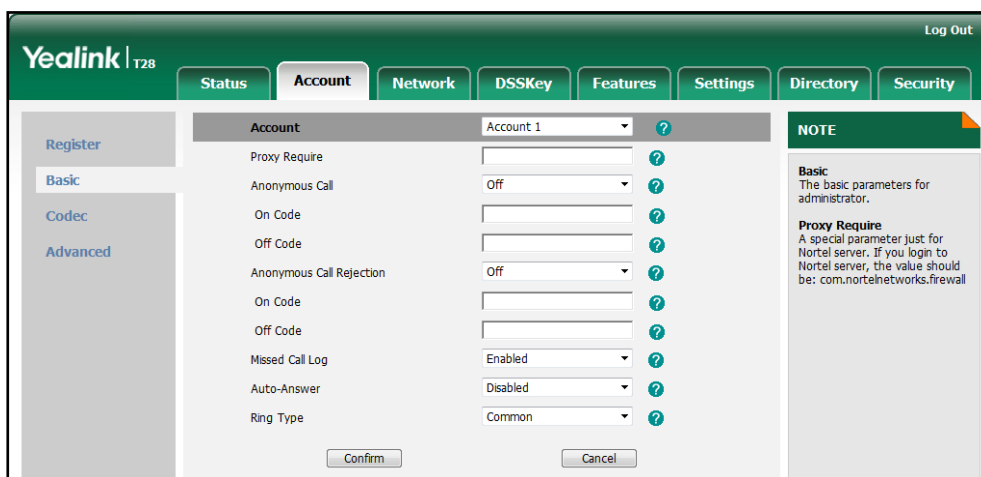 Log Out
Yealink T28
Status Account Network DSSKey Features Settings Directory Security
Register
Basic
Codec
Advanced
Account Account 1 ?
Proxy Require ?
Anonymous Call Off ?
On Code ?
Off Code ?
Anonymous Call Rejection Off ?
On Code ?
Off Code ?
Missed Call Log Enabled ?
Auto-Answer Disabled ?
Ring Type Common ?
Confirm Cancel
NOTE
Basic
The basic parameters for
administrator.
Proxy Require
A special parameter just for
Nortel server. If you login to
Nortel server, the value should
be: com.nortelnetworks.firewall